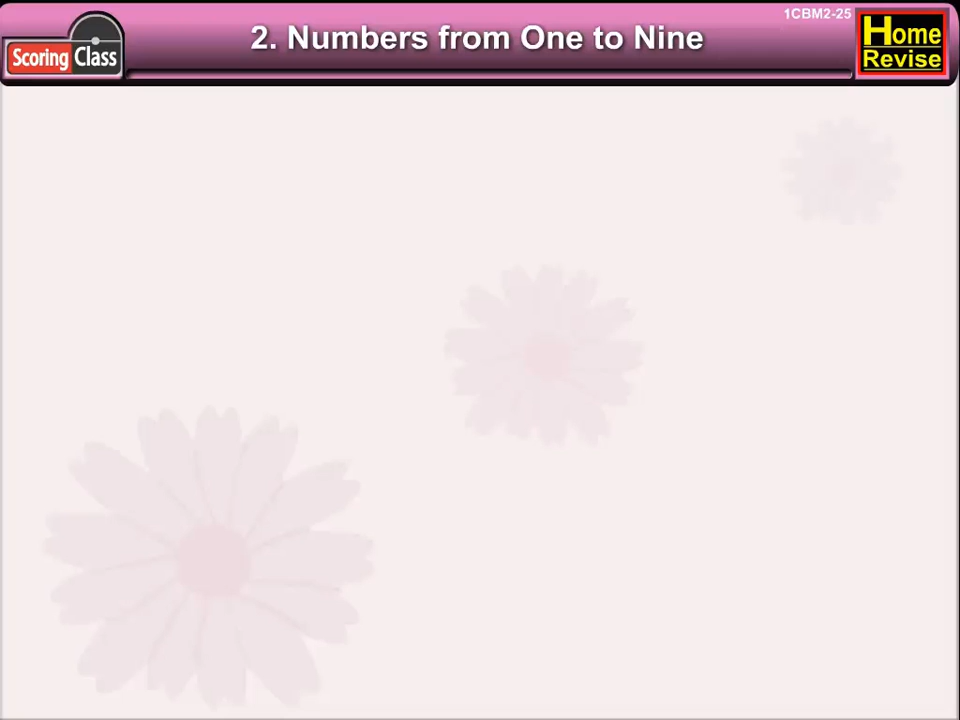 1CBM2-25
Scoring Class
2. Numbers from One to Nine
Home
Revise